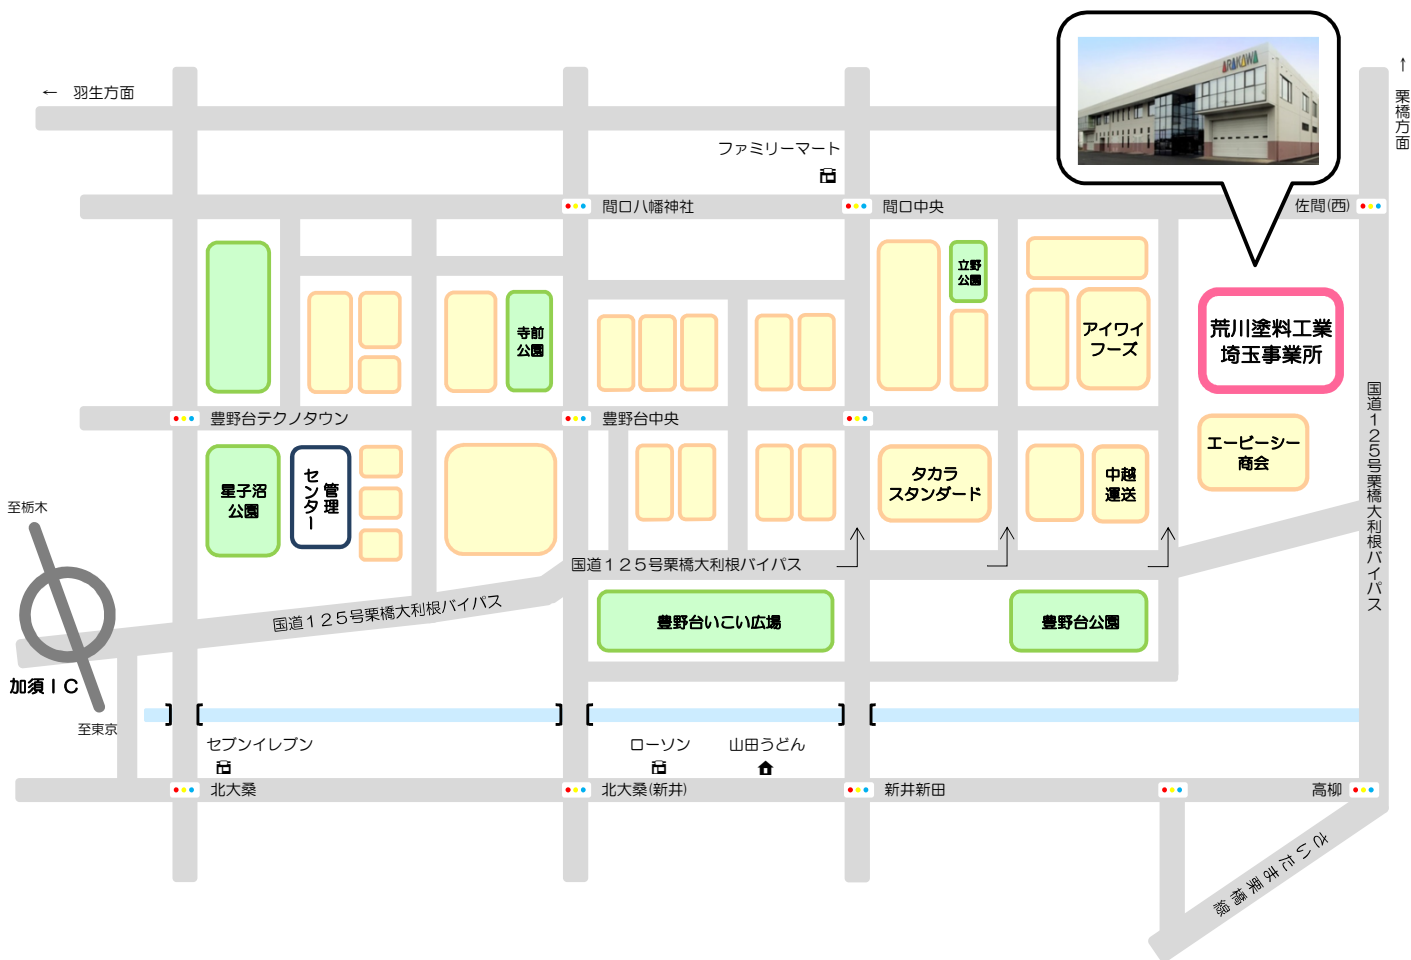 ← 羽生方面
↑ 栗橋方面
ARAKAWA
ファミリーマート
間口八幡神社
間口中央
佐間(西)
立野
公園
寺前
公園
アイワイ
フーズ
荒川塗料工業
埼玉事業所
豊野台テクノタウン
豊野台中央
国道125号栗橋大利根バイパス
エービーシー
商会
星子沼
公園
管理
センター
タカラ
スタンダード
中越
運送
至栃木
国道125号栗橋大利根バイパス
国道125号栗橋大利根バイパス
豊野台いこい広場
豊野台公園
加須IC
至東京
セブンイレブン
ローソン
山田うどん
北大桑
北大桑(新井)
新井新田
高柳
さいたま栗橋線